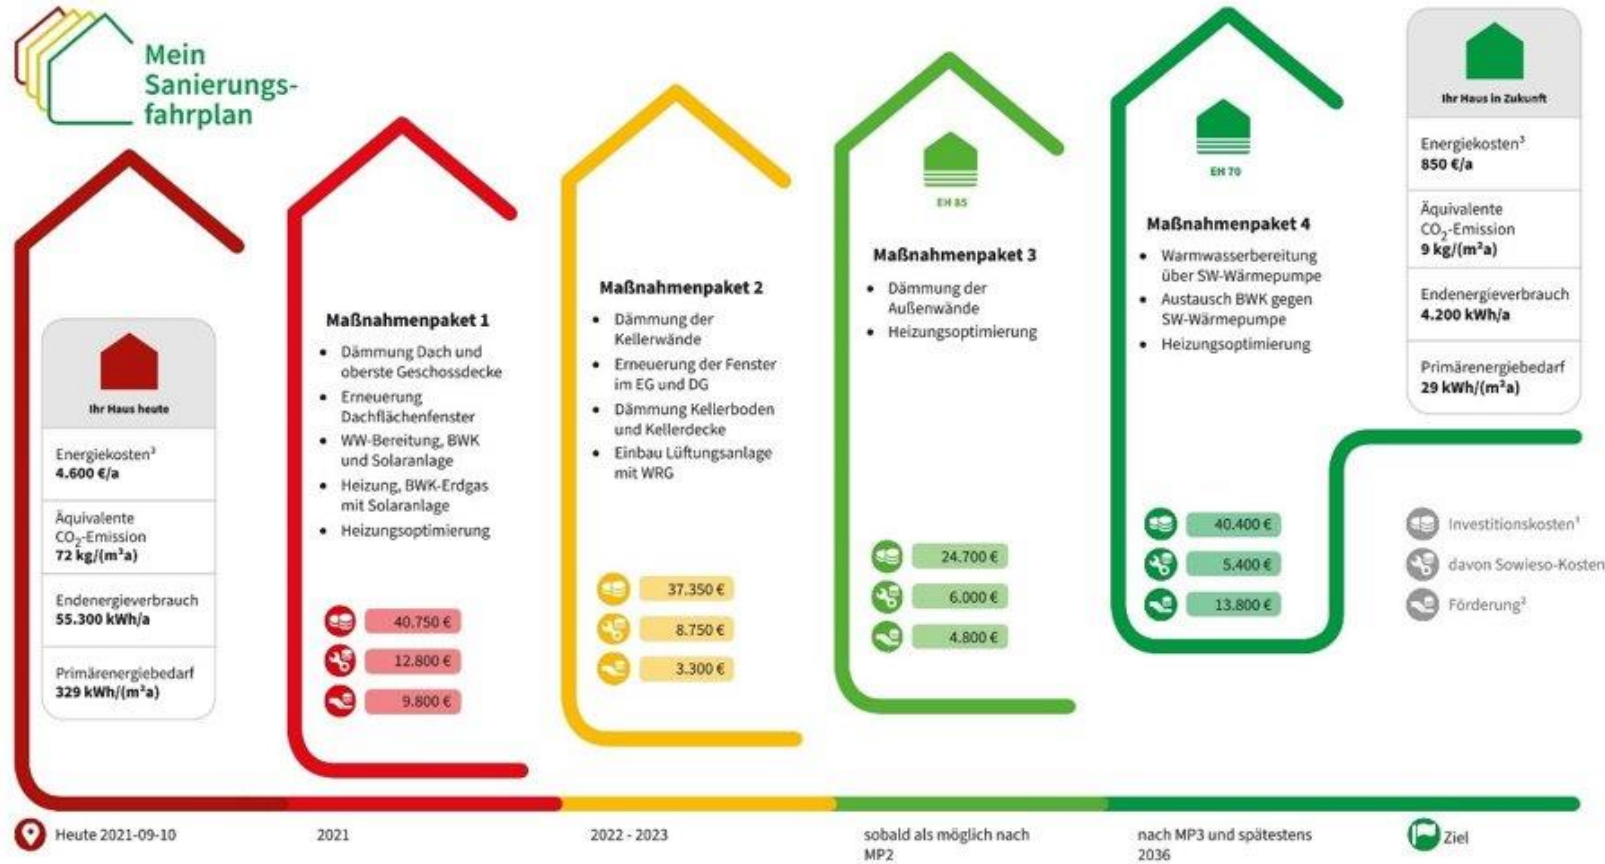 Mein
Sanierungs-
fahrplan
Ihr Haus heute
Energiekosten³
4.600 €/a
Äquivalente
CO₂-Emission
72 kg/(m²a)
Endenergieverbrauch
55.300 kWh/a
Primärenergiebedarf
329 kWh/(m²a)
Maßnahmenpaket 1
• Dämmung Dach und
oberste Geschossdecke
• Erneuerung
Dachflächenfenster
• WW-Bereitung, BWK
und Solaranlage
• Heizung, BWK-Erdgas
mit Solaranlage
• Heizungsoptimierung
40.750 €
12.800 €
9.800 €
Maßnahmenpaket 2
• Dämmung der
Kellerwände
• Erneuerung der Fenster
im EG und DG
• Dämmung Kellerboden
und Kellerdecke
• Einbau Lüftungsanlage
mit WRG
37.350 €
8.750 €
3.300 €
EH 85
Maßnahmenpaket 3
• Dämmung der
Außenwände
• Heizungsoptimierung
24.700 €
6.000 €
4.800 €
EH 70
Maßnahmenpaket 4
• Warmwasserbereitung
über SW-Wärmepumpe
• Austausch BWK gegen
SW-Wärmepumpe
• Heizungsoptimierung
40.400 €
5.400 €
13.800 €
Ihr Haus in Zukunft
Energiekosten³
850 €/a
Äquivalente
CO₂-Emission
9 kg/(m²a)
Endenergieverbrauch
4.200 kWh/a
Primärenergiebedarf
29 kWh/(m²a)
Investitionskosten¹
davon Sowieso-Kosten
Förderung²
Heute 2021-09-10
2021
2022 - 2023
sobald als möglich nach
MP2
nach MP3 und spätestens
2036
Ziel